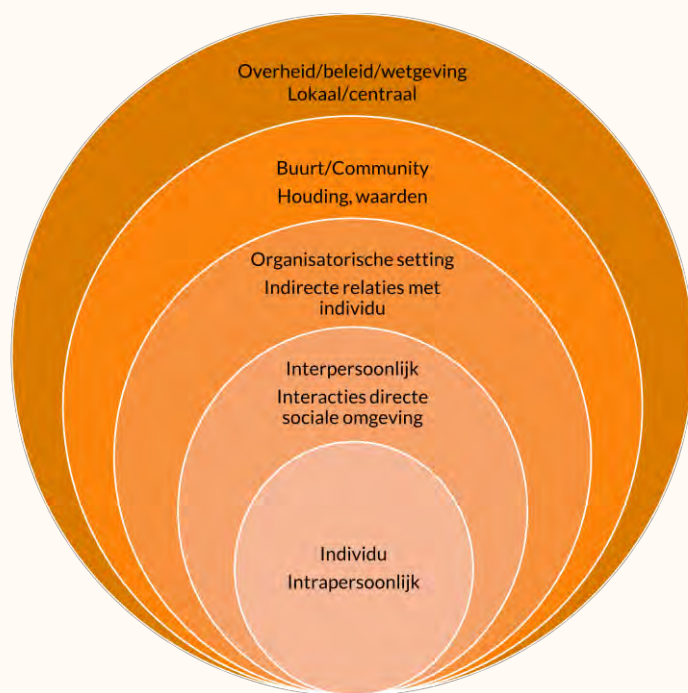 Overheid/beleid/wetgeving
Lokaal/centraal
Buurt/Community
Houding, waarden
Organisatorische setting
Indirecte relaties met
individu
Interpersoonlijk
Interacties directe
sociale omgeving
Individu
Intrapersoonlijk